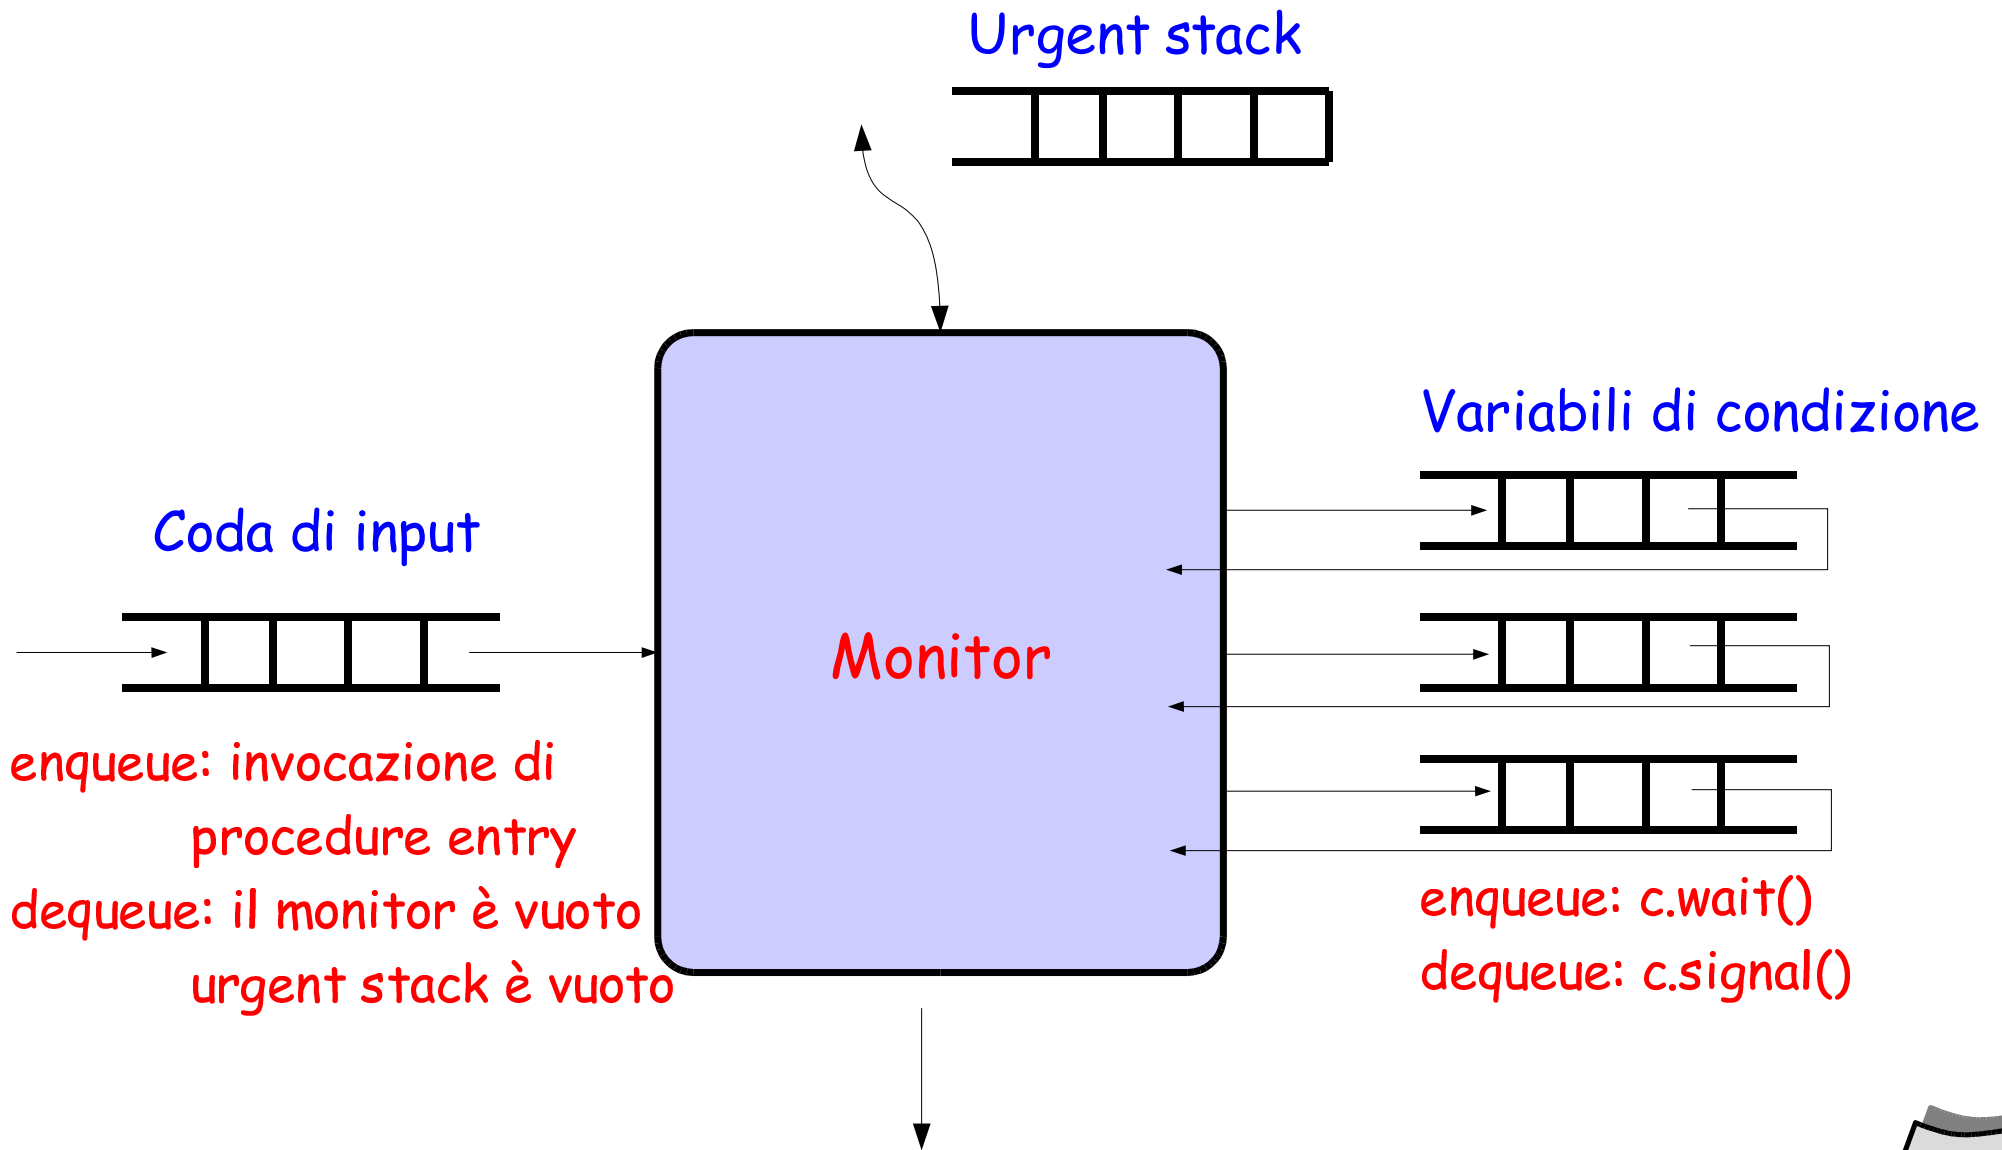 Urgent stack
Variabili di condizione
Coda di input
Monitor
enqueue: invocazione di
procedure entry
dequeue: il monitor è vuoto
urgent stack è vuoto
enqueue: c.wait()
dequeue: c.signal()